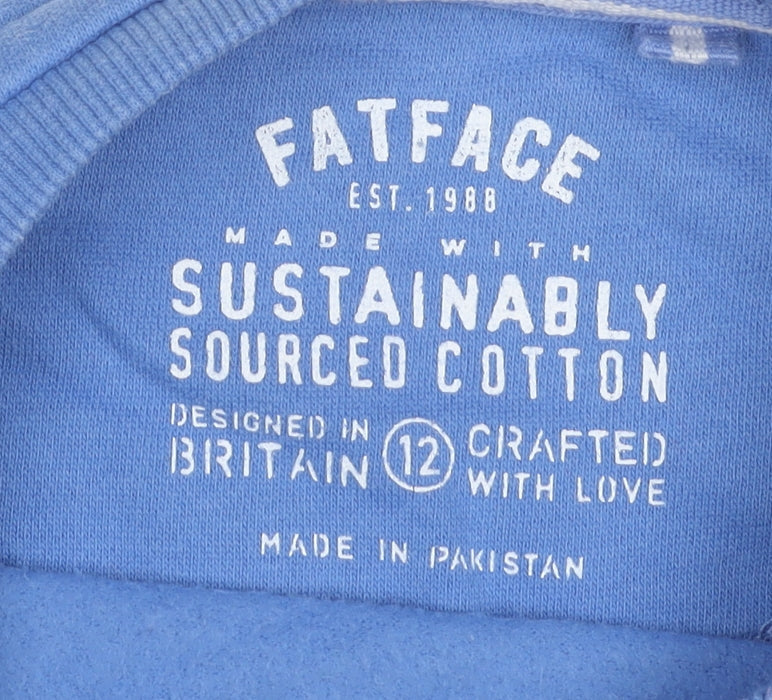 FATFACE
EST. 1988
MADE WITH
SUSTAINABLY
SOURCED COTTON
DESIGNED IN
BRITAIN
12
CRAFTED
WITH LOVE
MADE IN PAKISTAN